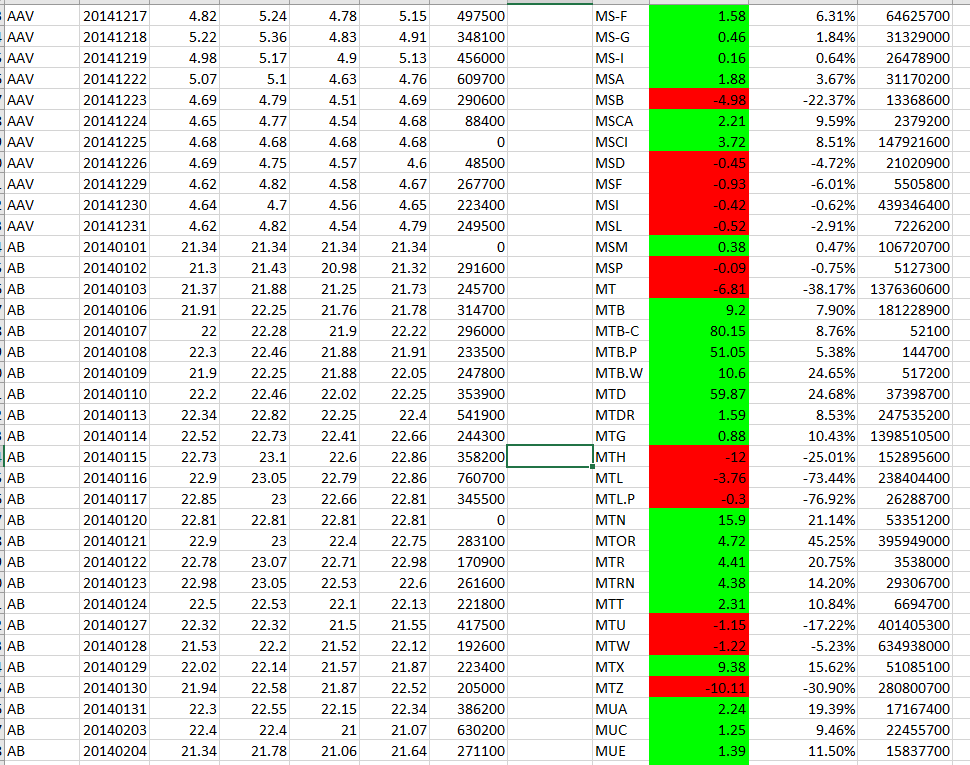 AAV 20141217 4.82 5.24 4.78 5.15 497500 MS-F 1.58 6.31% 64625700
AAV 20141218 5.22 5.36 4.83 4.91 348100 MS-G 0.46 1.84% 31329000
AAV 20141219 4.98 5.17 4.9 5.13 456000 MS-I 0.16 0.64% 26478900
AAV 20141222 5.07 5.1 4.63 4.76 609700 MSA 1.88 3.67% 31170200
AAV 20141223 4.69 4.79 4.51 4.69 290600 MSB -4.98 -22.37% 13368600
AAV 20141224 4.65 4.77 4.54 4.68 88400 MSCA 2.21 9.59% 2379200
AAV 20141225 4.68 4.68 4.68 4.68 0 MSCI 3.72 8.51% 147921600
AAV 20141226 4.69 4.75 4.57 4.6 48500 MSD -0.45 -4.72% 21020900
AAV 20141229 4.62 4.82 4.58 4.67 267700 MSF -0.93 -6.01% 5505800
AAV 20141230 4.64 4.7 4.56 4.65 223400 MSI -0.42 -0.62% 439346400
AAV 20141231 4.62 4.82 4.54 4.79 249500 MSL -0.52 -2.91% 7226200
AB 20140101 21.34 21.34 21.34 21.34 0 MSM 0.38 0.47% 106720700
AB 20140102 21.3 21.43 20.98 21.32 291600 MSP -0.09 -0.75% 5127300
AB 20140103 21.37 21.88 21.25 21.73 245700 MT -6.81 -38.17% 1376360600
AB 20140106 21.91 22.25 21.76 21.78 314700 MTB 9.2 7.90% 181228900
AB 20140107 22 22.28 21.9 22.22 296000 MTB-C 80.15 8.76% 52100
AB 20140108 22.3 22.46 21.88 21.91 233500 MTB.P 51.05 5.38% 144700
AB 20140109 21.9 22.25 21.88 22.05 247800 MTB.W 10.6 24.65% 517200
AB 20140110 22.2 22.46 22.02 22.25 353900 MTD 59.87 24.68% 37398700
AB 20140113 22.34 22.82 22.25 22.4 541900 MTDR 1.59 8.53% 247535200
AB 20140114 22.52 22.73 22.41 22.66 244300 MTG 0.88 10.43% 1398510500
AB 20140115 22.73 23.1 22.6 22.86 358200 MTH -12 -25.01% 152895600
AB 20140116 22.9 23.05 22.79 22.86 760700 MTL -3.76 -73.44% 238404400
AB 20140117 22.85 23 22.66 22.81 345500 MTL.P -0.3 -76.92% 26288700
AB 20140120 22.81 22.81 22.81 22.81 0 MTN 15.9 21.14% 53351200
AB 20140121 22.9 23 22.4 22.75 283100 MTOR 4.72 45.25% 395949000
AB 20140122 22.78 23.07 22.71 22.98 170900 MTR 4.41 20.75% 3538000
AB 20140123 22.98 23.05 22.53 22.6 261600 MTRN 4.38 14.20% 29306700
AB 20140124 22.5 22.53 22.1 22.13 221800 MTT 2.31 10.84% 6694700
AB 20140127 22.32 22.32 21.5 21.55 417500 MTU -1.15 -17.22% 401405300
AB 20140128 21.53 22.2 21.52 22.12 192600 MTW -1.22 -5.23% 634938000
AB 20140129 22.02 22.14 21.57 21.87 223400 MTX 9.38 15.62% 51085100
AB 20140130 21.94 22.58 21.87 22.52 205000 MTZ -10.11 -30.90% 280800700
AB 20140131 22.3 22.55 22.15 22.34 386200 MUA 2.24 19.39% 17167400
AB 20140203 22.4 22.4 21 21.07 630200 MUC 1.25 9.46% 22455700
AB 20140204 21.34 21.78 21.06 21.64 271100 MUE 1.39 11.50% 15837700